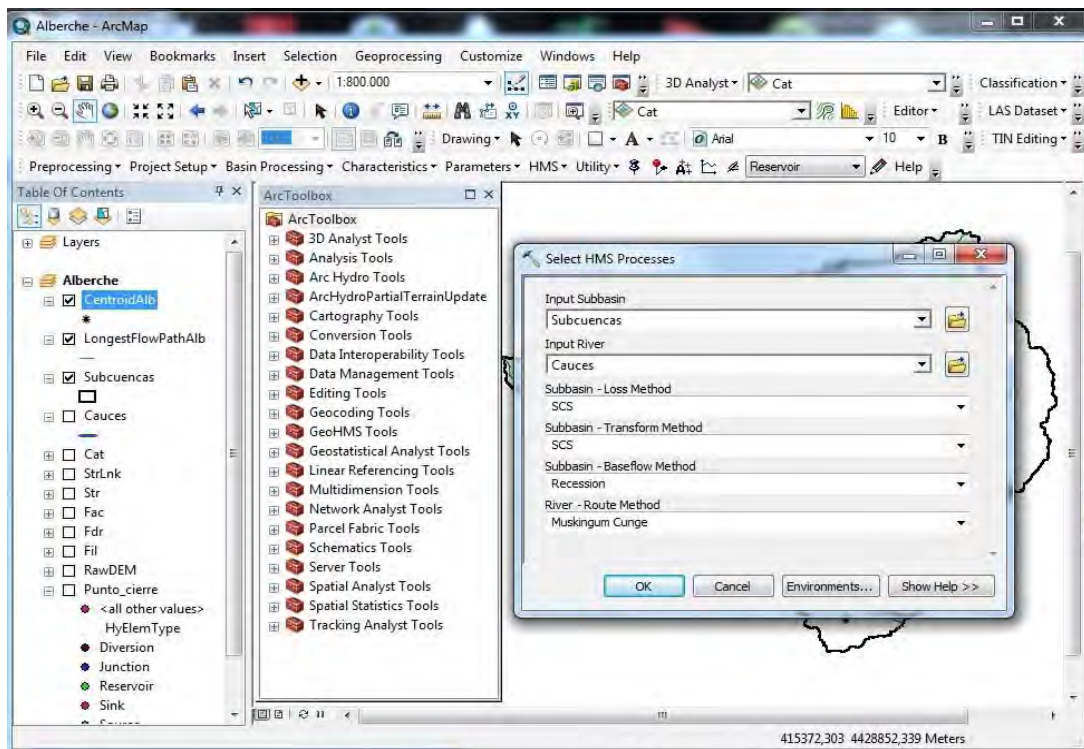 Alberche - ArcMap
File Edit View Bookmarks Insert Selection Geoprocessing Customize Windows Help
1:800.000 3D Analyst Cat Classification
Cat Editor LAS Dataset
Drawing A Arial 10 B TIN Editing
Preprocessing Project Setup Basin Processing Characteristics Parameters HMS Utility Reservoir Help
Table Of Contents
Layers
Alberche
CentroidAlb
LongestFlowPathAlb
Subcuencas
Cauces
Cat
StrLnk
Str
Fac
Fdr
Fil
RawDEM
Punto_cierre
<all other values>
HyElemType
Diversion
Junction
Reservoir
Sink
ArcToolbox
ArcToolbox
3D Analyst Tools
Analysis Tools
Arc Hydro Tools
ArcHydroPartialTerrainUpdate
Cartography Tools
Conversion Tools
Data Interoperability Tools
Data Management Tools
Editing Tools
Geocoding Tools
GeoHMS Tools
Geostatistical Analyst Tools
Linear Referencing Tools
Multidimension Tools
Network Analyst Tools
Parcel Fabric Tools
Schematics Tools
Server Tools
Spatial Analyst Tools
Spatial Statistics Tools
Tracking Analyst Tools
Select HMS Processes
Input Subbasin
Subcuencas
Input River
Cauces
Subbasin - Loss Method
SCS
Subbasin - Transform Method
SCS
Subbasin - Baseflow Method
Recession
River - Route Method
Muskingum Cunge
OK Cancel Environments... Show Help >>
415372,303 4428852,339 Meters